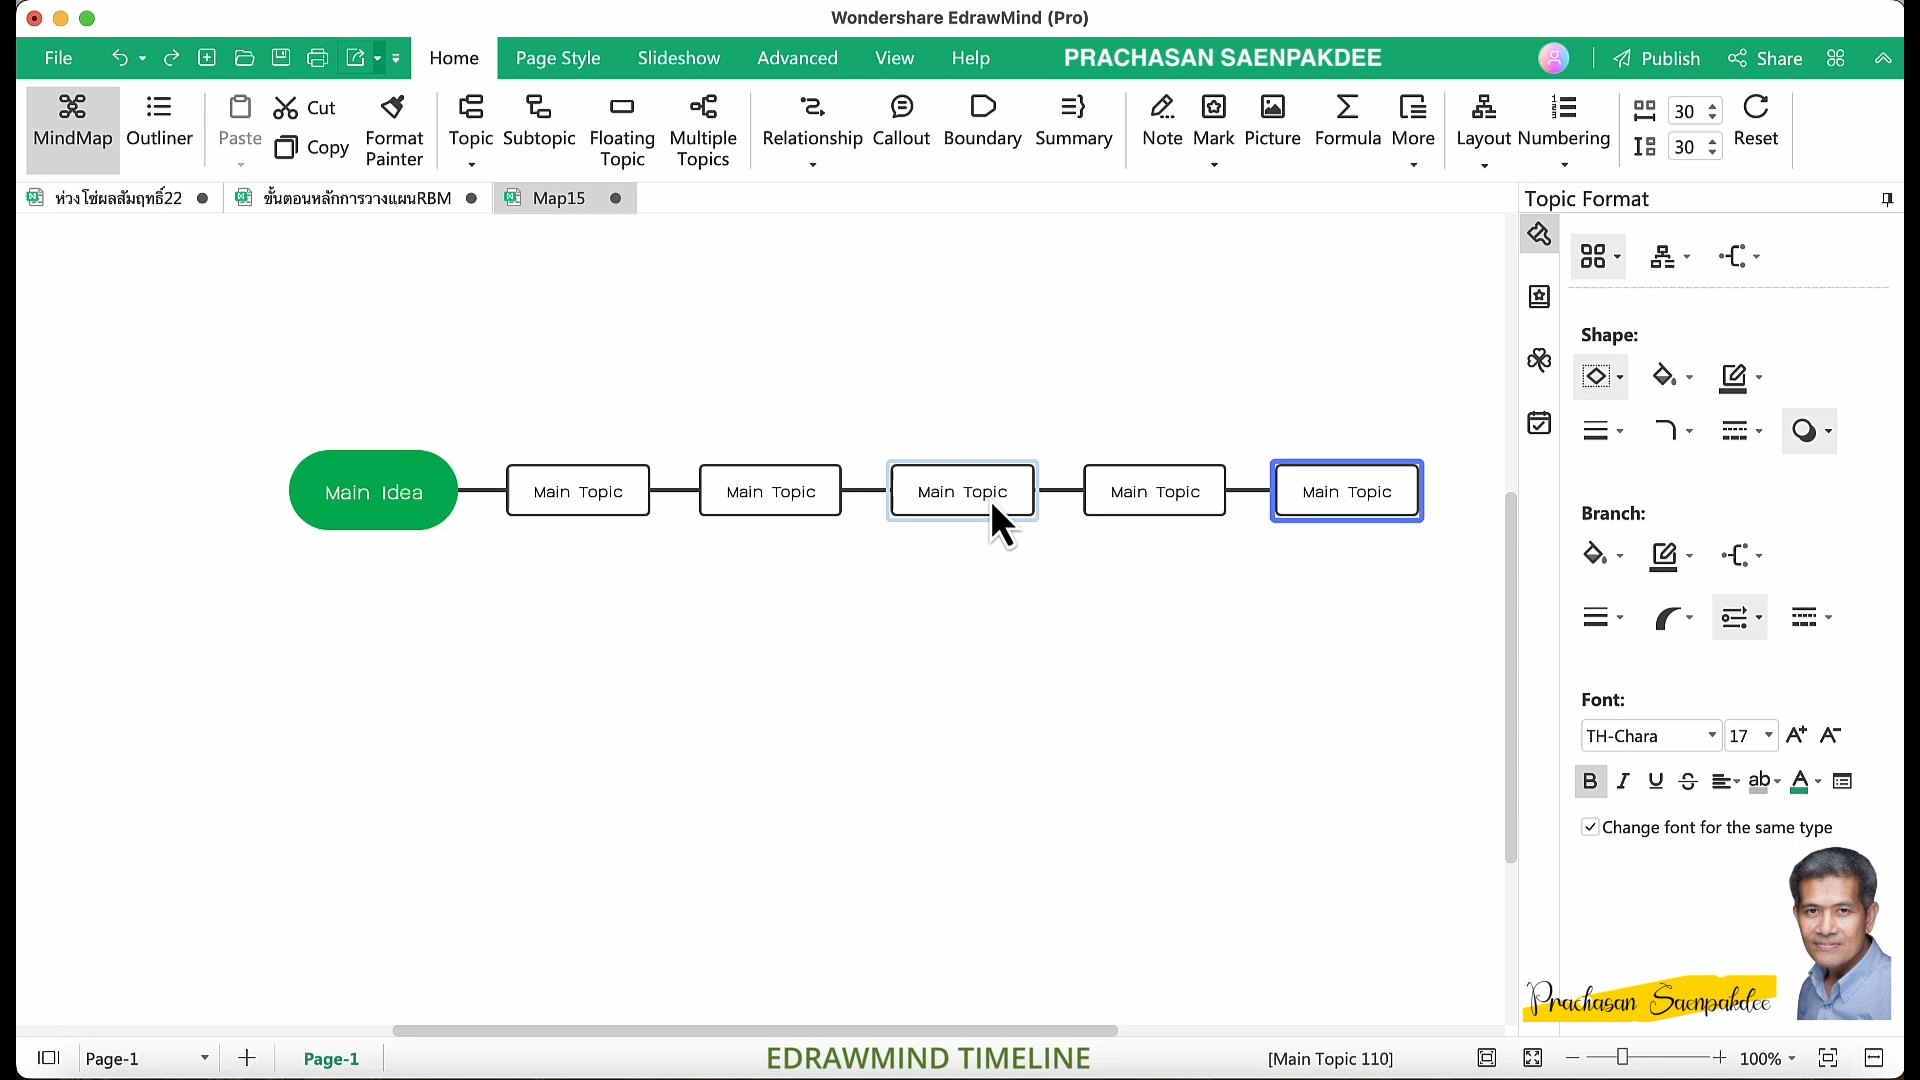 Wondershare EdrawMind (Pro)
File
Home
Page Style
Slideshow
Advanced
View
Help
PRACHASAN SAENPAKDEE
Publish
Share
MindMap
Outliner
Paste
Cut
Copy
Format Painter
Topic
Subtopic
Floating Topic
Multiple Topics
Relationship
Callout
Boundary
Summary
Note
Mark
Picture
Formula
More
Layout
Numbering
30
30
Reset
ห่วงโซ่ผลสัมฤทธิ์22
ขั้นตอนหลักการวางแผนRBM
Map15
Topic Format
Shape:
Main Idea
Main Topic
Main Topic
Main Topic
Main Topic
Main Topic
Branch:
Font:
TH-Chara
17
A+
A-
B
I
U
S
ab
A
Change font for the same type
Prachasan Saenpakdee
Page-1
Page-1
EDRAWMIND TIMELINE
[Main Topic 110]
100%